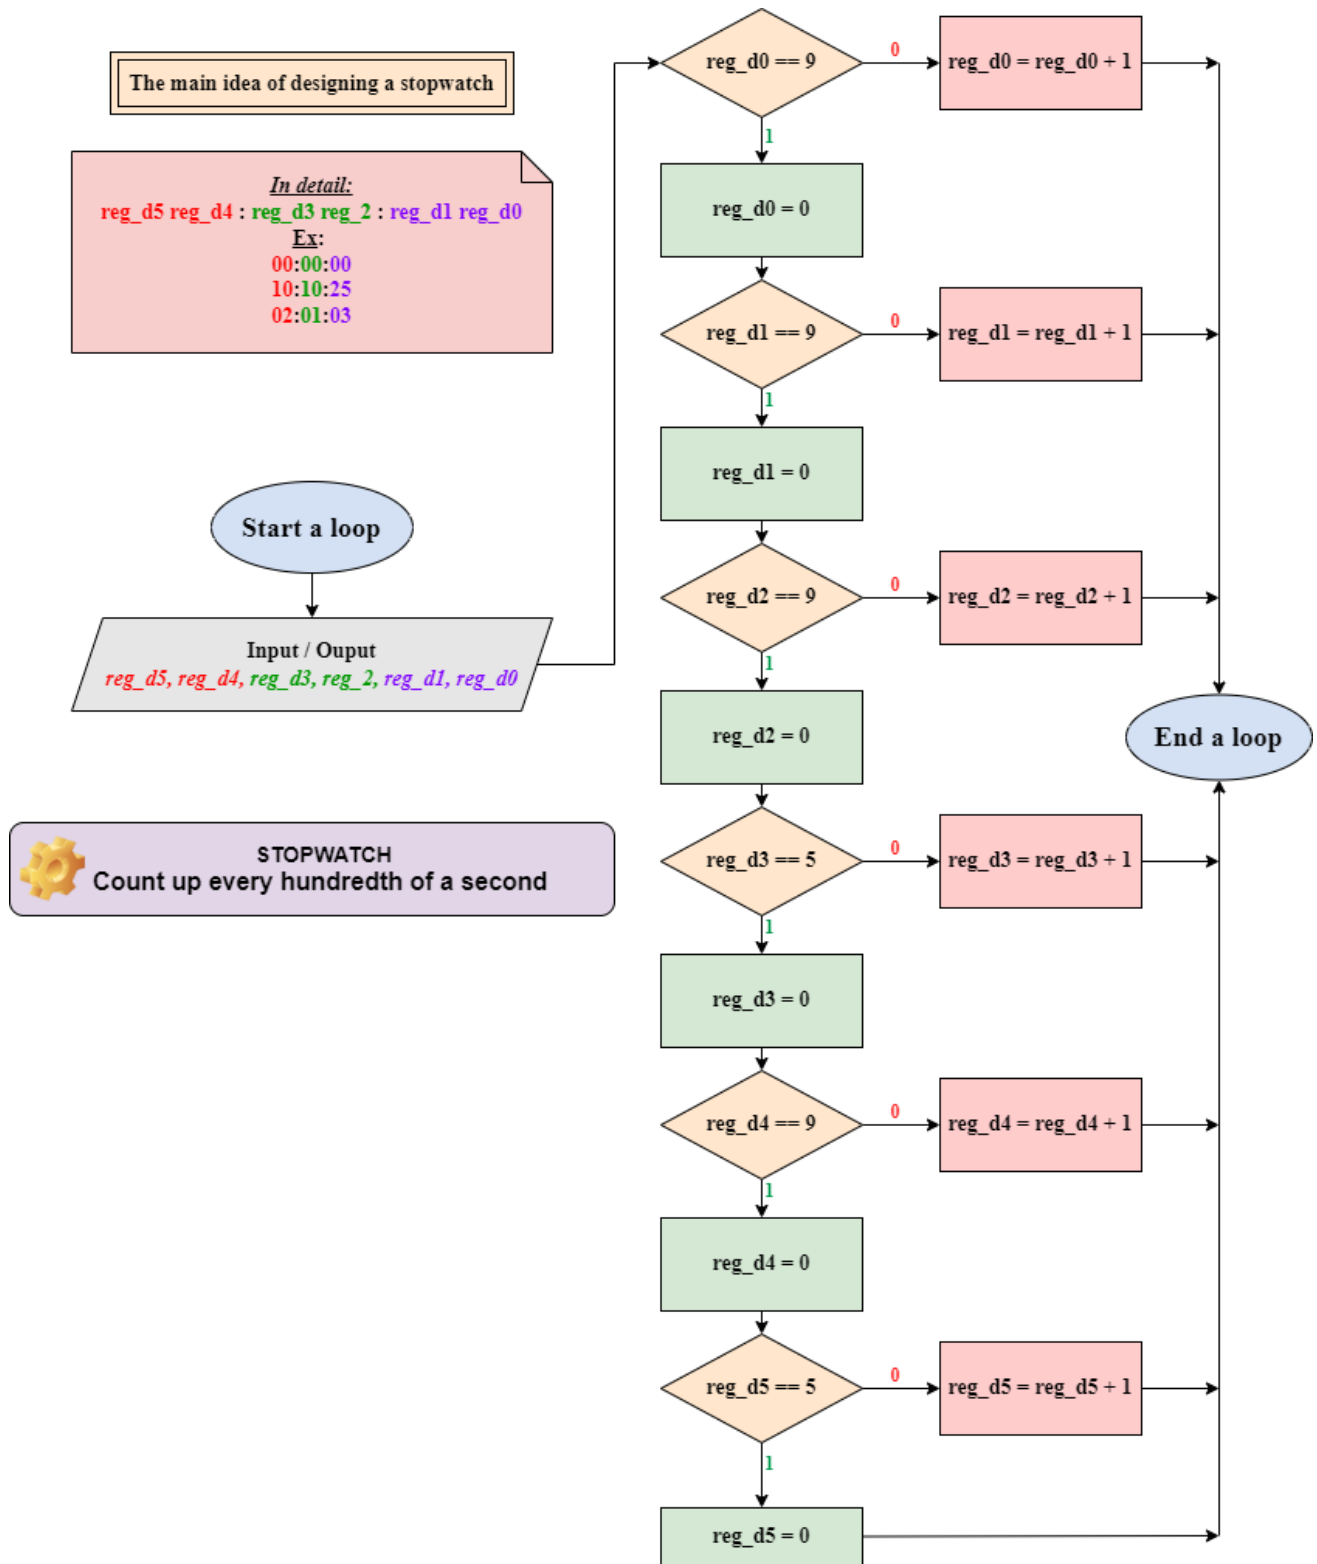 The main idea of designing a stopwatch
In detail:
reg_d5 reg_d4 : reg_d3 reg_2 : reg_d1 reg_d0
Ex:
00:00:00
10:10:25
02:01:03
Start a loop
Input / Ouput
reg_d5, reg_d4, reg_d3, reg_2, reg_d1, reg_d0
STOPWATCH
Count up every hundredth of a second
reg_d0 == 9
0
reg_d0 = reg_d0 + 1
1
reg_d0 = 0
reg_d1 == 9
0
reg_d1 = reg_d1 + 1
1
reg_d1 = 0
reg_d2 == 9
0
reg_d2 = reg_d2 + 1
1
reg_d2 = 0
End a loop
reg_d3 == 5
0
reg_d3 = reg_d3 + 1
1
reg_d3 = 0
reg_d4 == 9
0
reg_d4 = reg_d4 + 1
1
reg_d4 = 0
reg_d5 == 5
0
reg_d5 = reg_d5 + 1
1
reg_d5 = 0